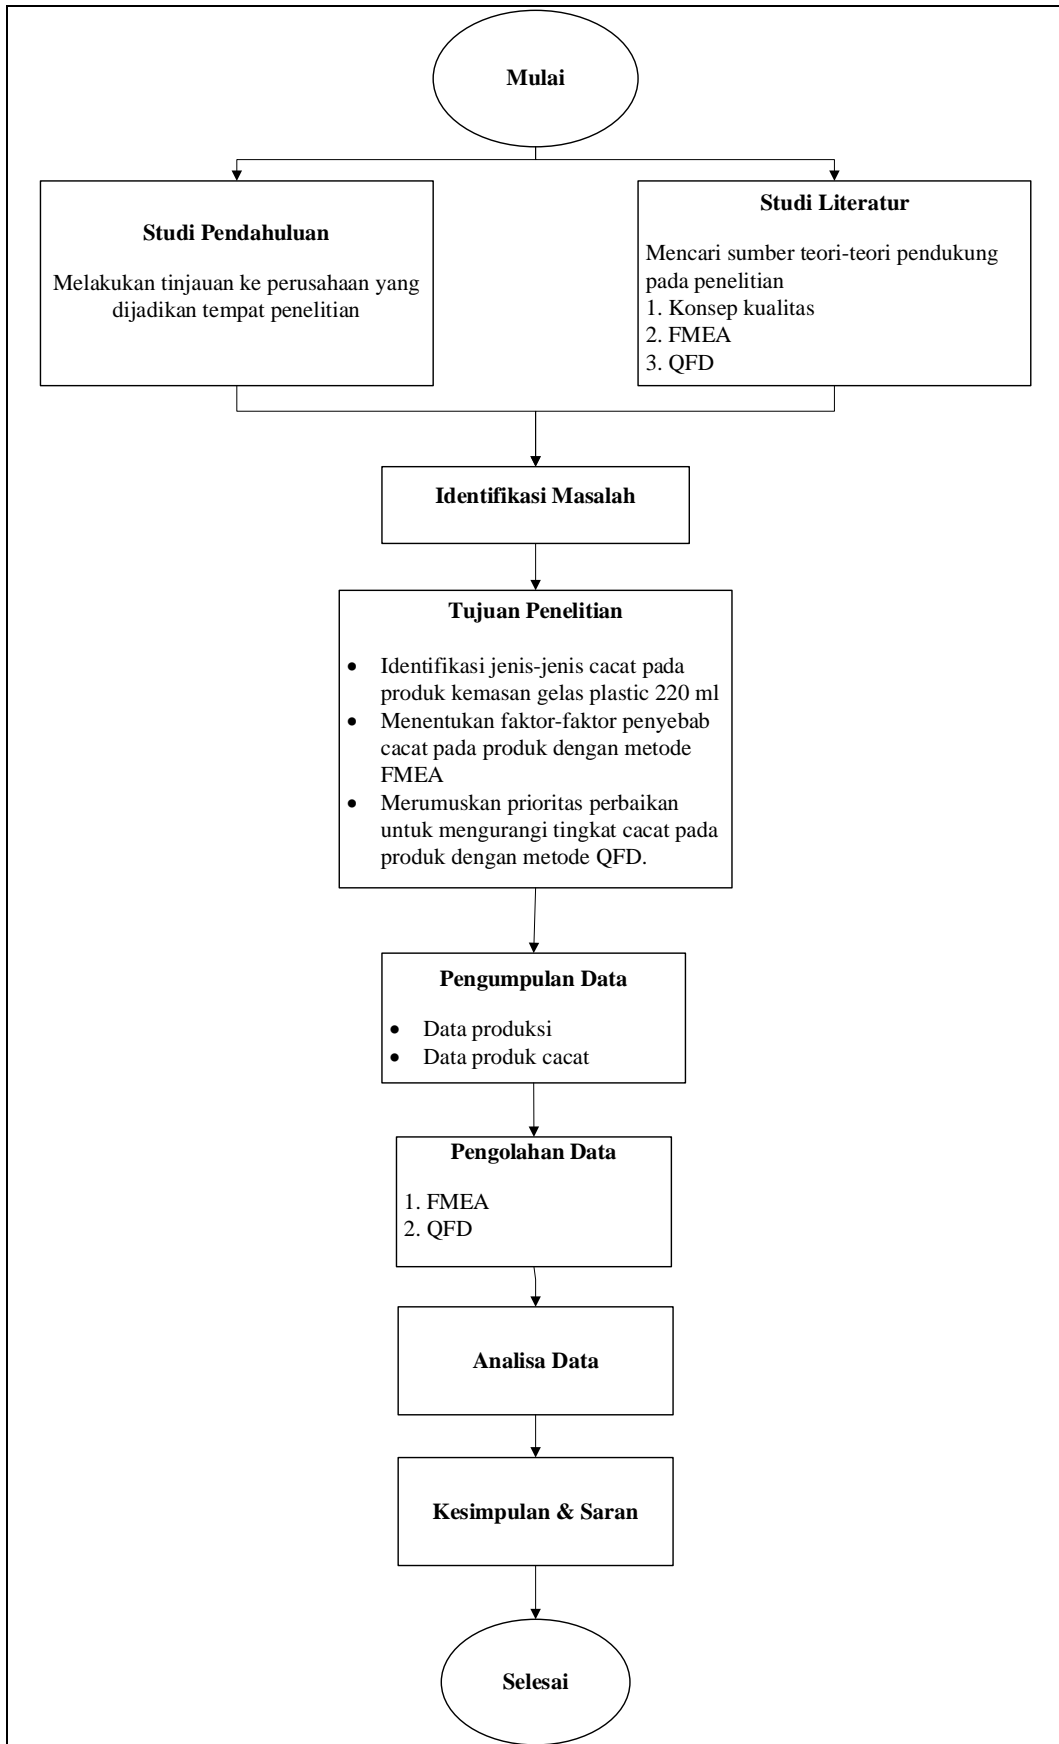 Mulai
Studi Pendahuluan
Melakukan tinjauan ke perusahaan yang
dijadikan tempat penelitian
Studi Literatur
Mencari sumber teori-teori pendukung
pada penelitian
1. Konsep kualitas
2. FMEA
3. QFD
Identifikasi Masalah
Tujuan Penelitian
• Identifikasi jenis-jenis cacat pada
produk kemasan gelas plastic 220 ml
• Menentukan faktor-faktor penyebab
cacat pada produk dengan metode
FMEA
• Merumuskan prioritas perbaikan
untuk mengurangi tingkat cacat pada
produk dengan metode QFD.
Pengumpulan Data
• Data produksi
• Data produk cacat
Pengolahan Data
1. FMEA
2. QFD
Analisa Data
Kesimpulan & Saran
Selesai